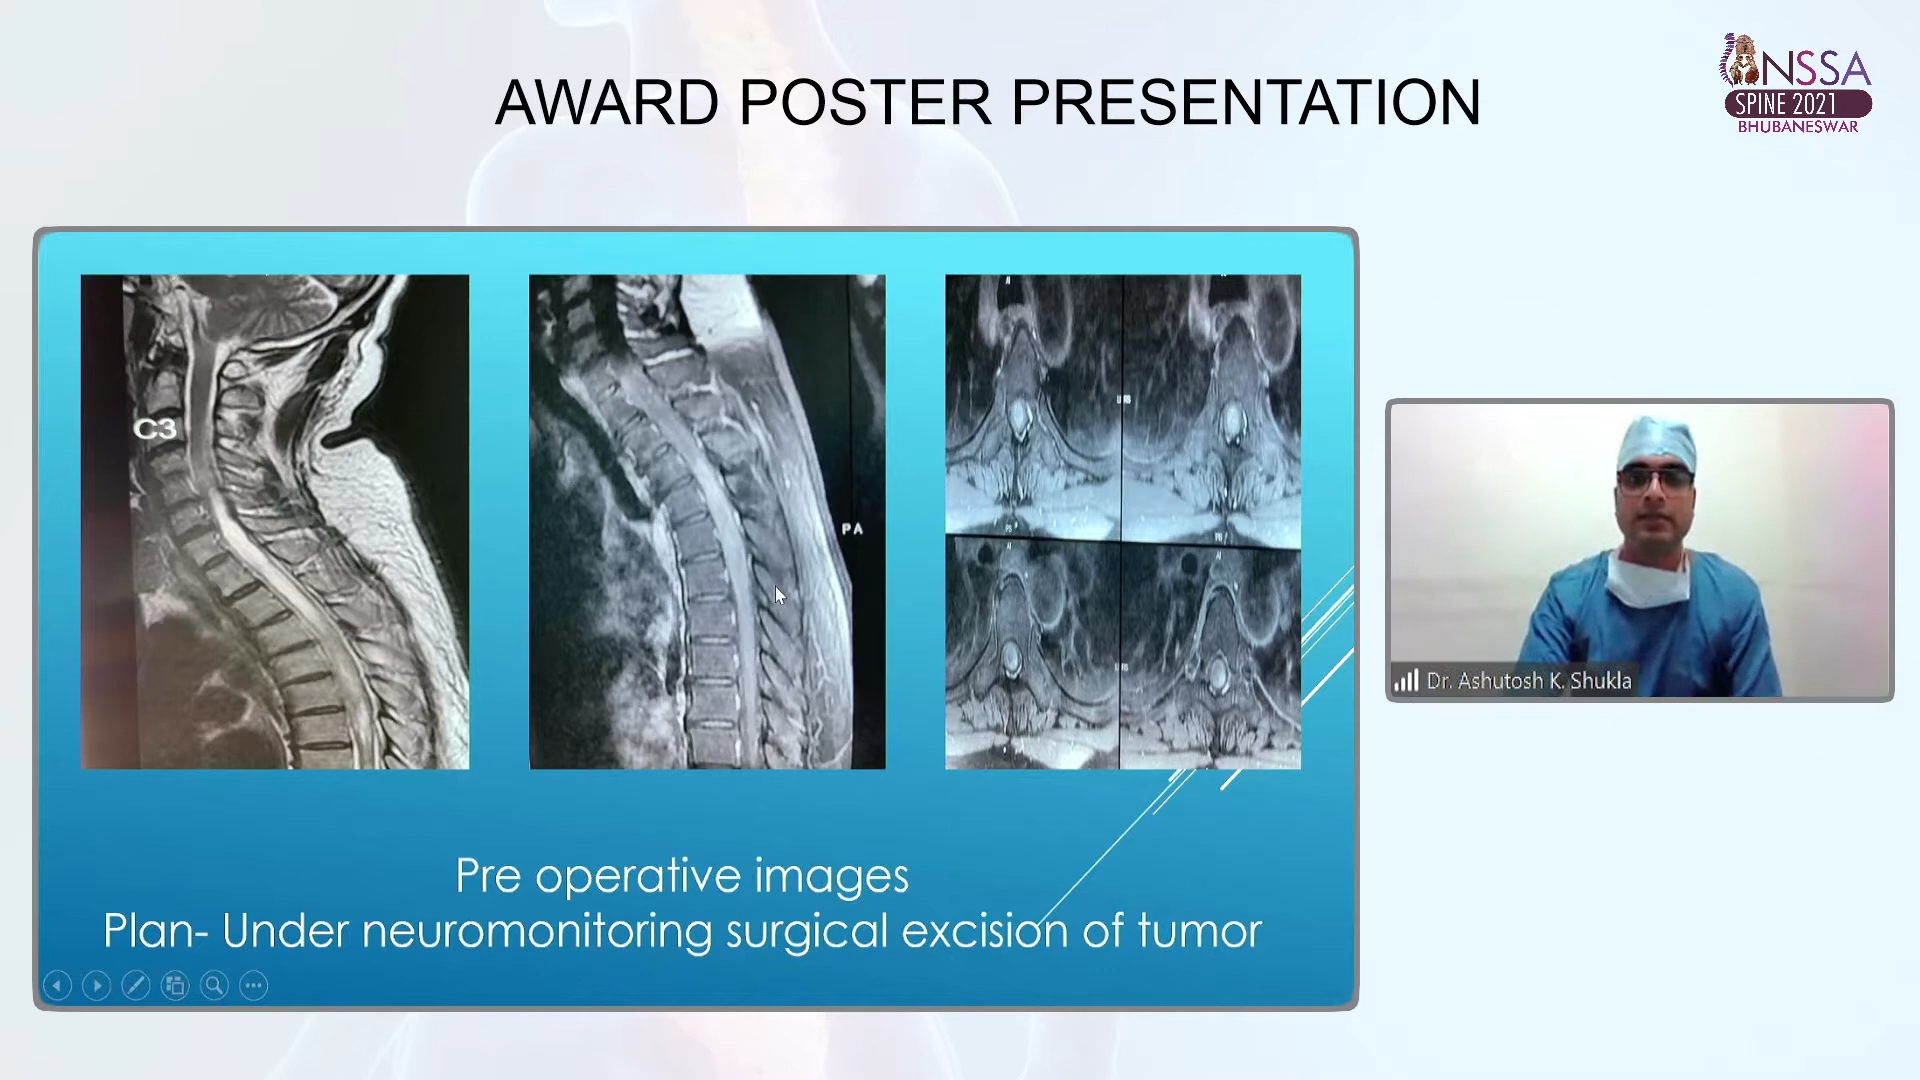 AWARD POSTER PRESENTATION
NSSA
SPINE 2021
BHUBANESWAR
C3
P A
Pre operative images
Plan- Under neuromonitoring surgical excision of tumor
Dr. Ashutosh K. Shukla